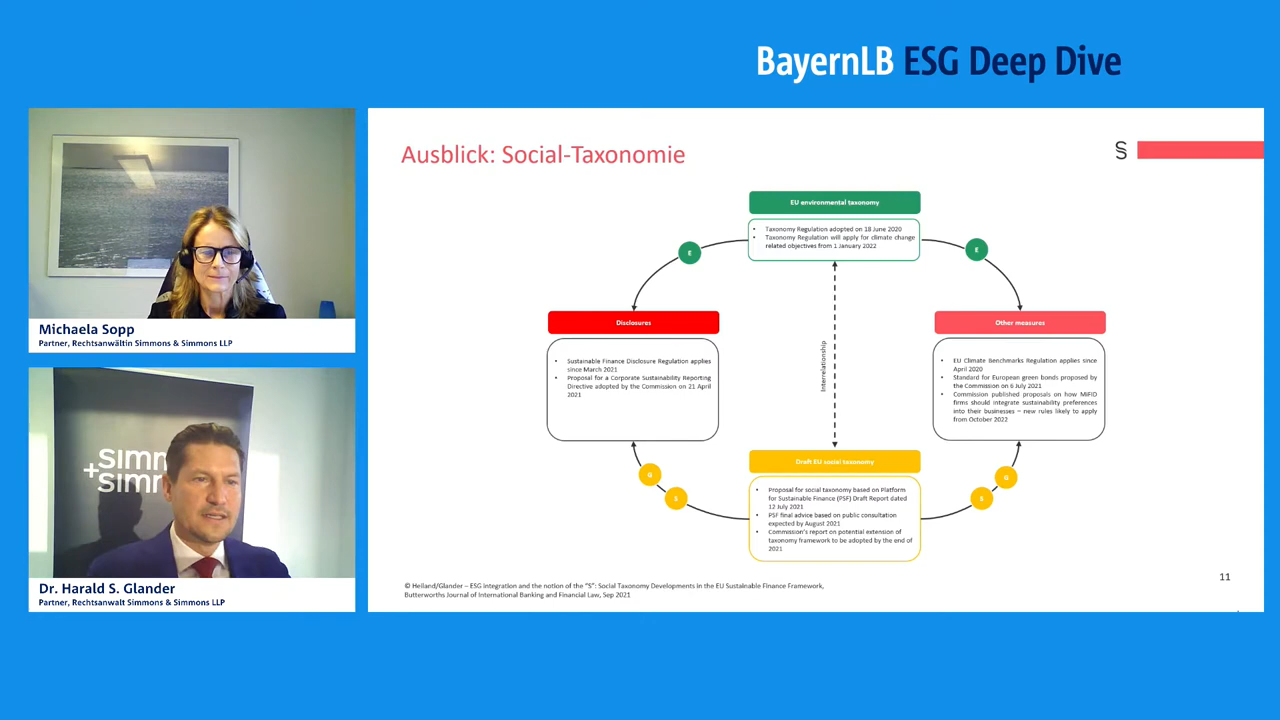 BayernLB ESG Deep Dive
Michaela Sopp
Partner, Rechtsanwältin Simmons & Simmons LLP
simm
+simm
Dr. Harald S. Glander
Partner, Rechtsanwalt Simmons & Simmons LLP
Ausblick: Social-Taxonomie
§
EU environmental taxonomy
• Taxonomy Regulation adopted on 18 June 2020
• Taxonomy Regulation will apply for climate change
related objectives from 1 January 2022
E
E
Disclosures
• Sustainable Finance Disclosure Regulation applies
since March 2021
• Proposal for a Corporate Sustainability Reporting
Directive adopted by the Commission on 21 April
2021
Interrelationship
Other measures
• EU Climate Benchmarks Regulation applies since
April 2020
• Standard for European green bonds proposed by
the Commission on 6 July 2021
• Commission published proposals on how MiFID
firms should integrate sustainability preferences
into their businesses – new rules likely to apply
from October 2022
G
S
S
G
Draft EU social taxonomy
• Proposal for social taxonomy based on Platform
for Sustainable Finance (PSF) Draft Report dated
12 July 2021
• PSF final advice based on public consultation
expected by August 2021
• Commission's report on potential extension of
taxonomy framework to be adopted by the end of
2021
© Heiland/Glander – ESG integration and the notion of the "S": Social Taxonomy Developments in the EU Sustainable Finance Framework,
Butterworths Journal of International Banking and Financial Law, Sep 2021
11